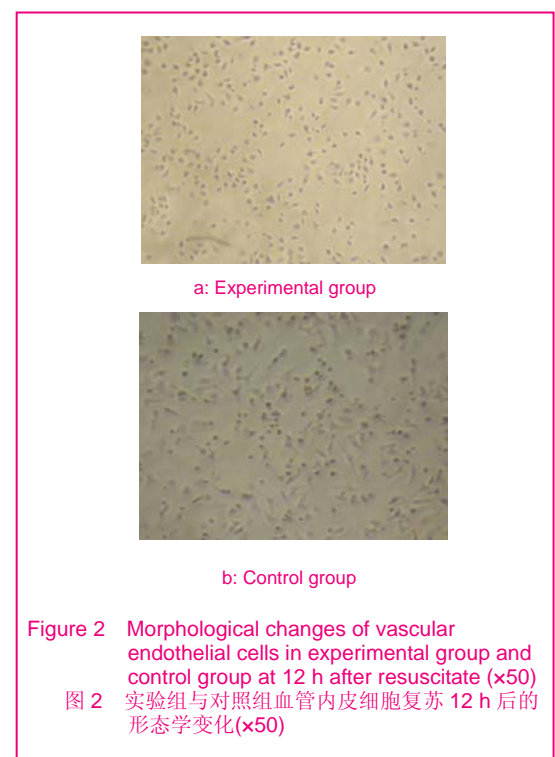 a: Experimental group
b: Control group
Figure 2 Morphological changes of vascular
endothelial cells in experimental group and
control group at 12 h after resuscitate (×50)
图 2 实验组与对照组血管内皮细胞复苏 12 h 后的
形态学变化(×50)